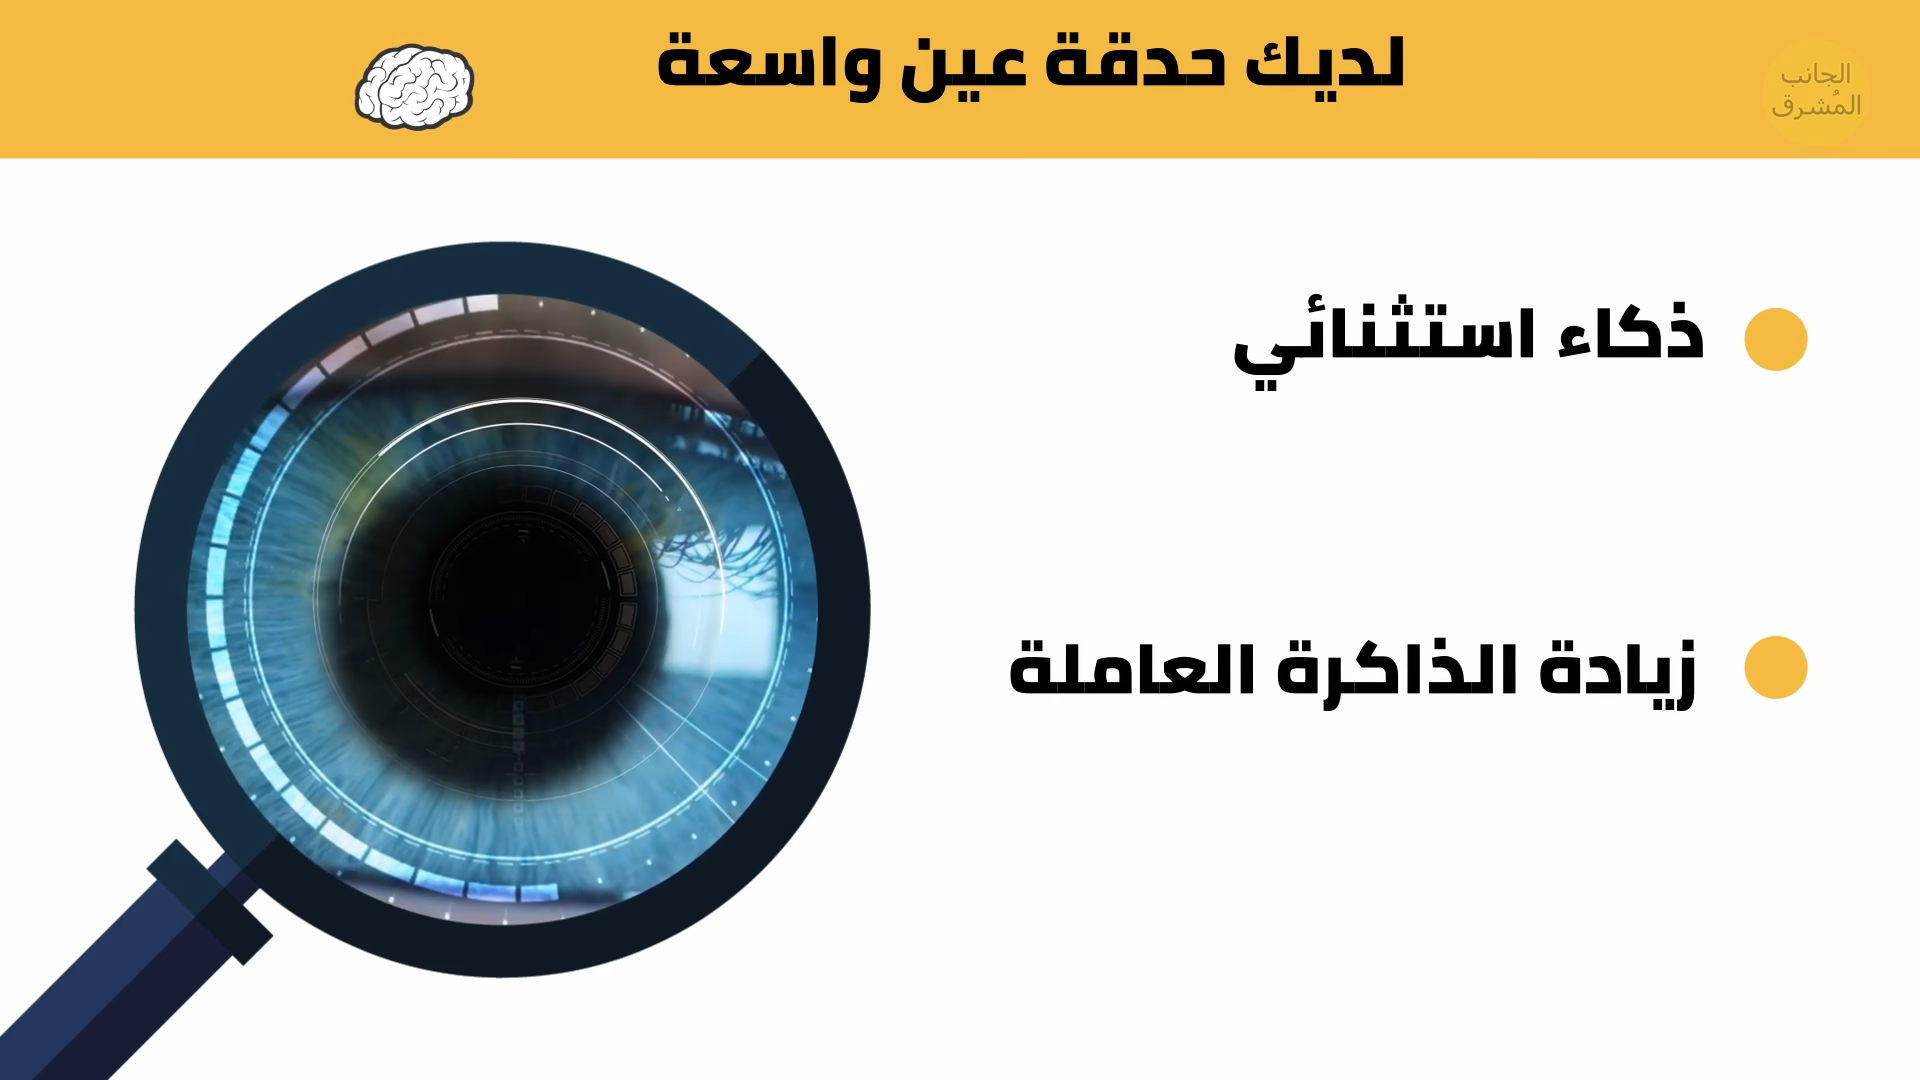 لديك حدقة عين واسعة
الجانب
المُشرق
ذكاء استثنائي
زيادة الذاكرة العاملة